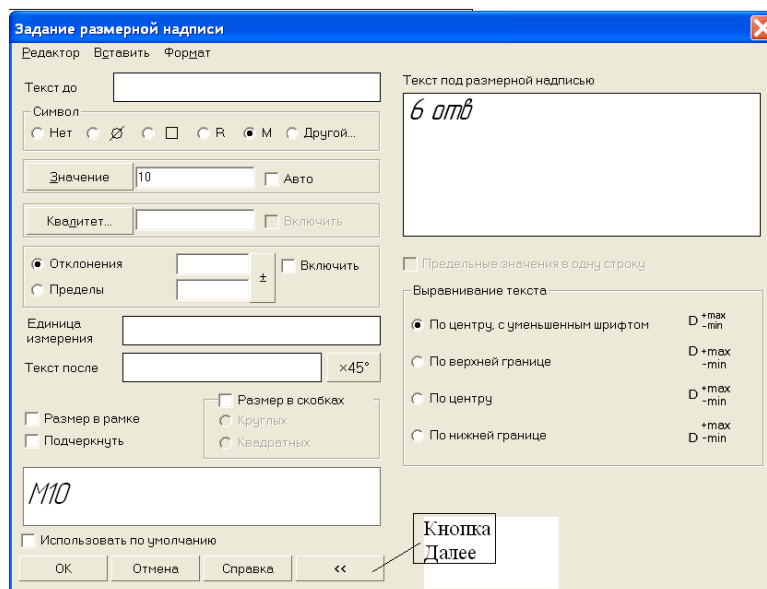 Задание размерной надписи
Редактор Вставить Формат
Текст до
Символ
Нет Ø □ R М Другой...
Значение 10 Авто
Квалитет... Включить
Отклонения ± Включить
Пределы
Единица
измерения
Текст после ×45°
Размер в рамке
Подчеркнуть
Размер в скобках
Круглых
Квадратных
М10
Использовать по умолчанию
OK Отмена Справка <<
Текст под размерной надписью
6 отв
Предельные значения в одну строку
Выравнивание текста
По центру, с уменьшенным шрифтом D +max -min
По верхней границе D +max -min
По центру D +max -min
По нижней границе D +max -min
Кнопка
Далее